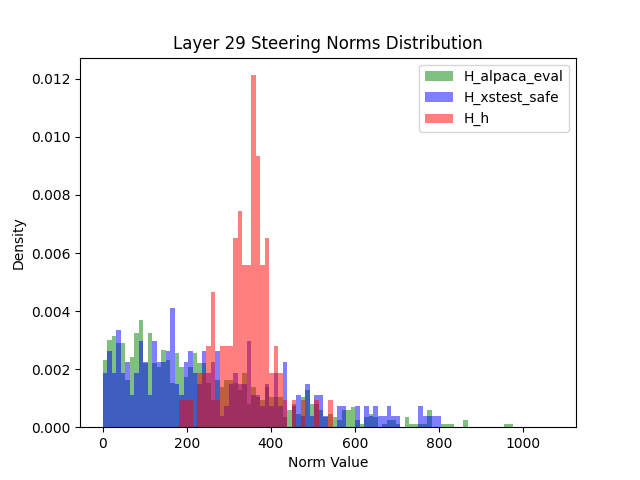 Layer 29 Steering Norms Distribution
H_alpaca_eval
H_xstest_safe
H_h
Density
0.012
0.010
0.008
0.006
0.004
0.002
0.000
0
200
400
600
800
1000
Norm Value